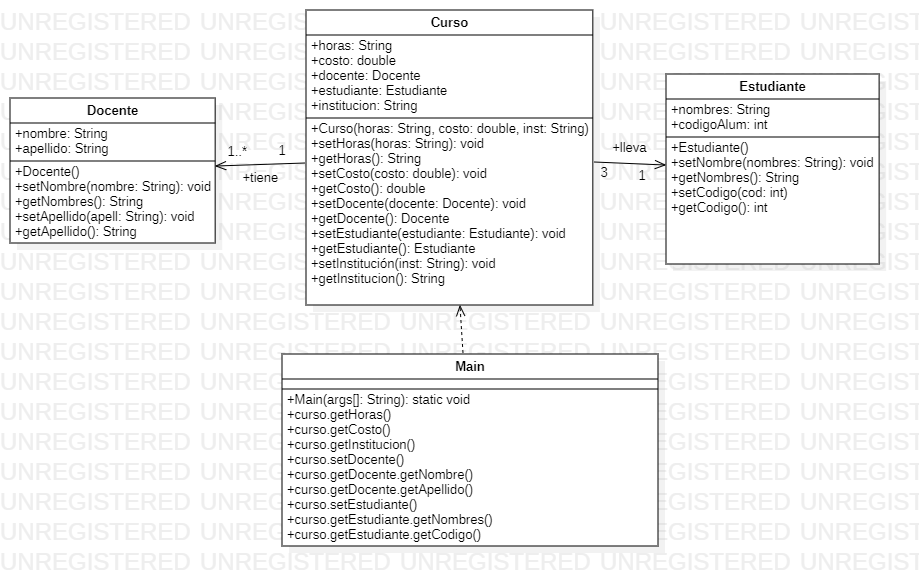 Curso
+horas: String
+costo: double
+docente: Docente
+estudiante: Estudiante
+institucion: String
+Curso(horas: String, costo: double, inst: String)
+setHoras(horas: String): void
+getHoras(): String
+setCosto(costo: double): void
+getCosto(): double
+setDocente(docente: Docente): void
+getDocente(): Docente
+setEstudiante(estudiante: Estudiante): void
+getEstudiante(): Estudiante
+setInstitución(inst: String): void
+getInstitucion(): String
Docente
+nombre: String
+apellido: String
+Docente()
+setNombre(nombre: String): void
+getNombres(): String
+setApellido(apell: String): void
+getApellido(): String
1..*
1
+tiene
+lleva
3
1
Estudiante
+nombres: String
+codigoAlum: int
+Estudiante()
+setNombre(nombres: String): void
+getNombres(): String
+setCodigo(cod: int)
+getCodigo(): int
Main
+Main(args[]: String): static void
+curso.getHoras()
+curso.getCosto()
+curso.getInstitucion()
+curso.setDocente()
+curso.getDocente.getNombre()
+curso.getDocente.getApellido()
+curso.setEstudiante()
+curso.getEstudiante.getNombres()
+curso.getEstudiante.getCodigo()
UNREGISTERED